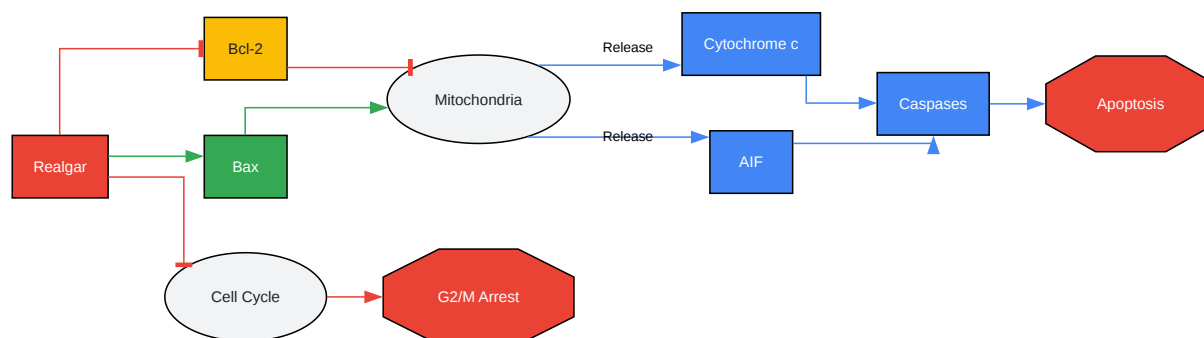 Bcl-2
Release
Cytochrome c
Mitochondria
Caspases
Apoptosis
Release
Realgar
Bax
AIF
Cell Cycle
G2/M Arrest